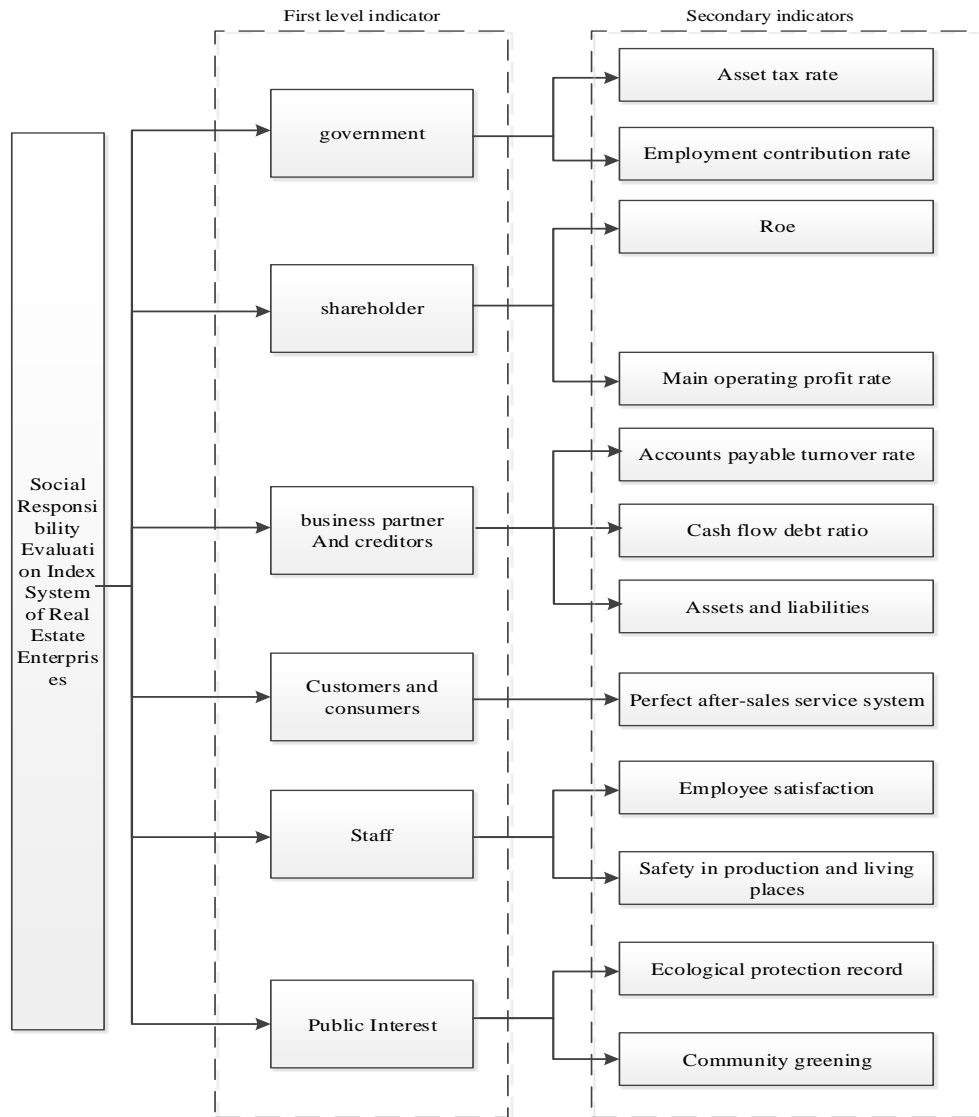 First level indicator
Secondary indicators
Social
Responsi
bility
Evaluati
on Index
System
of Real
Estate
Enterpris
es
government
shareholder
business partner
And creditors
Customers and
consumers
Staff
Public Interest
Asset tax rate
Employment contribution rate
Roe
Main operating profit rate
Accounts payable turnover rate
Cash flow debt ratio
Assets and liabilities
Perfect after-sales service system
Employee satisfaction
Safety in production and living
places
Ecological protection record
Community greening